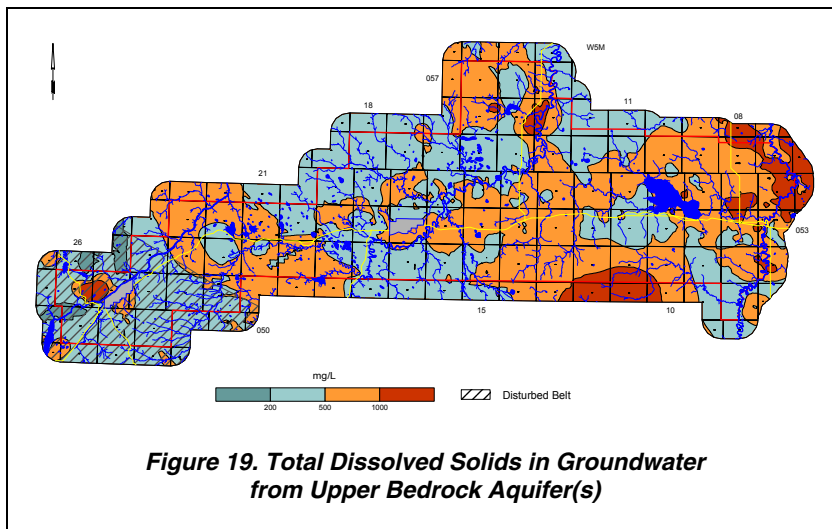 W5M
057
11
18
08
21
053
26
15
10
050
mg/L
200 500 1000
Disturbed Belt
Figure 19. Total Dissolved Solids in Groundwater
from Upper Bedrock Aquifer(s)